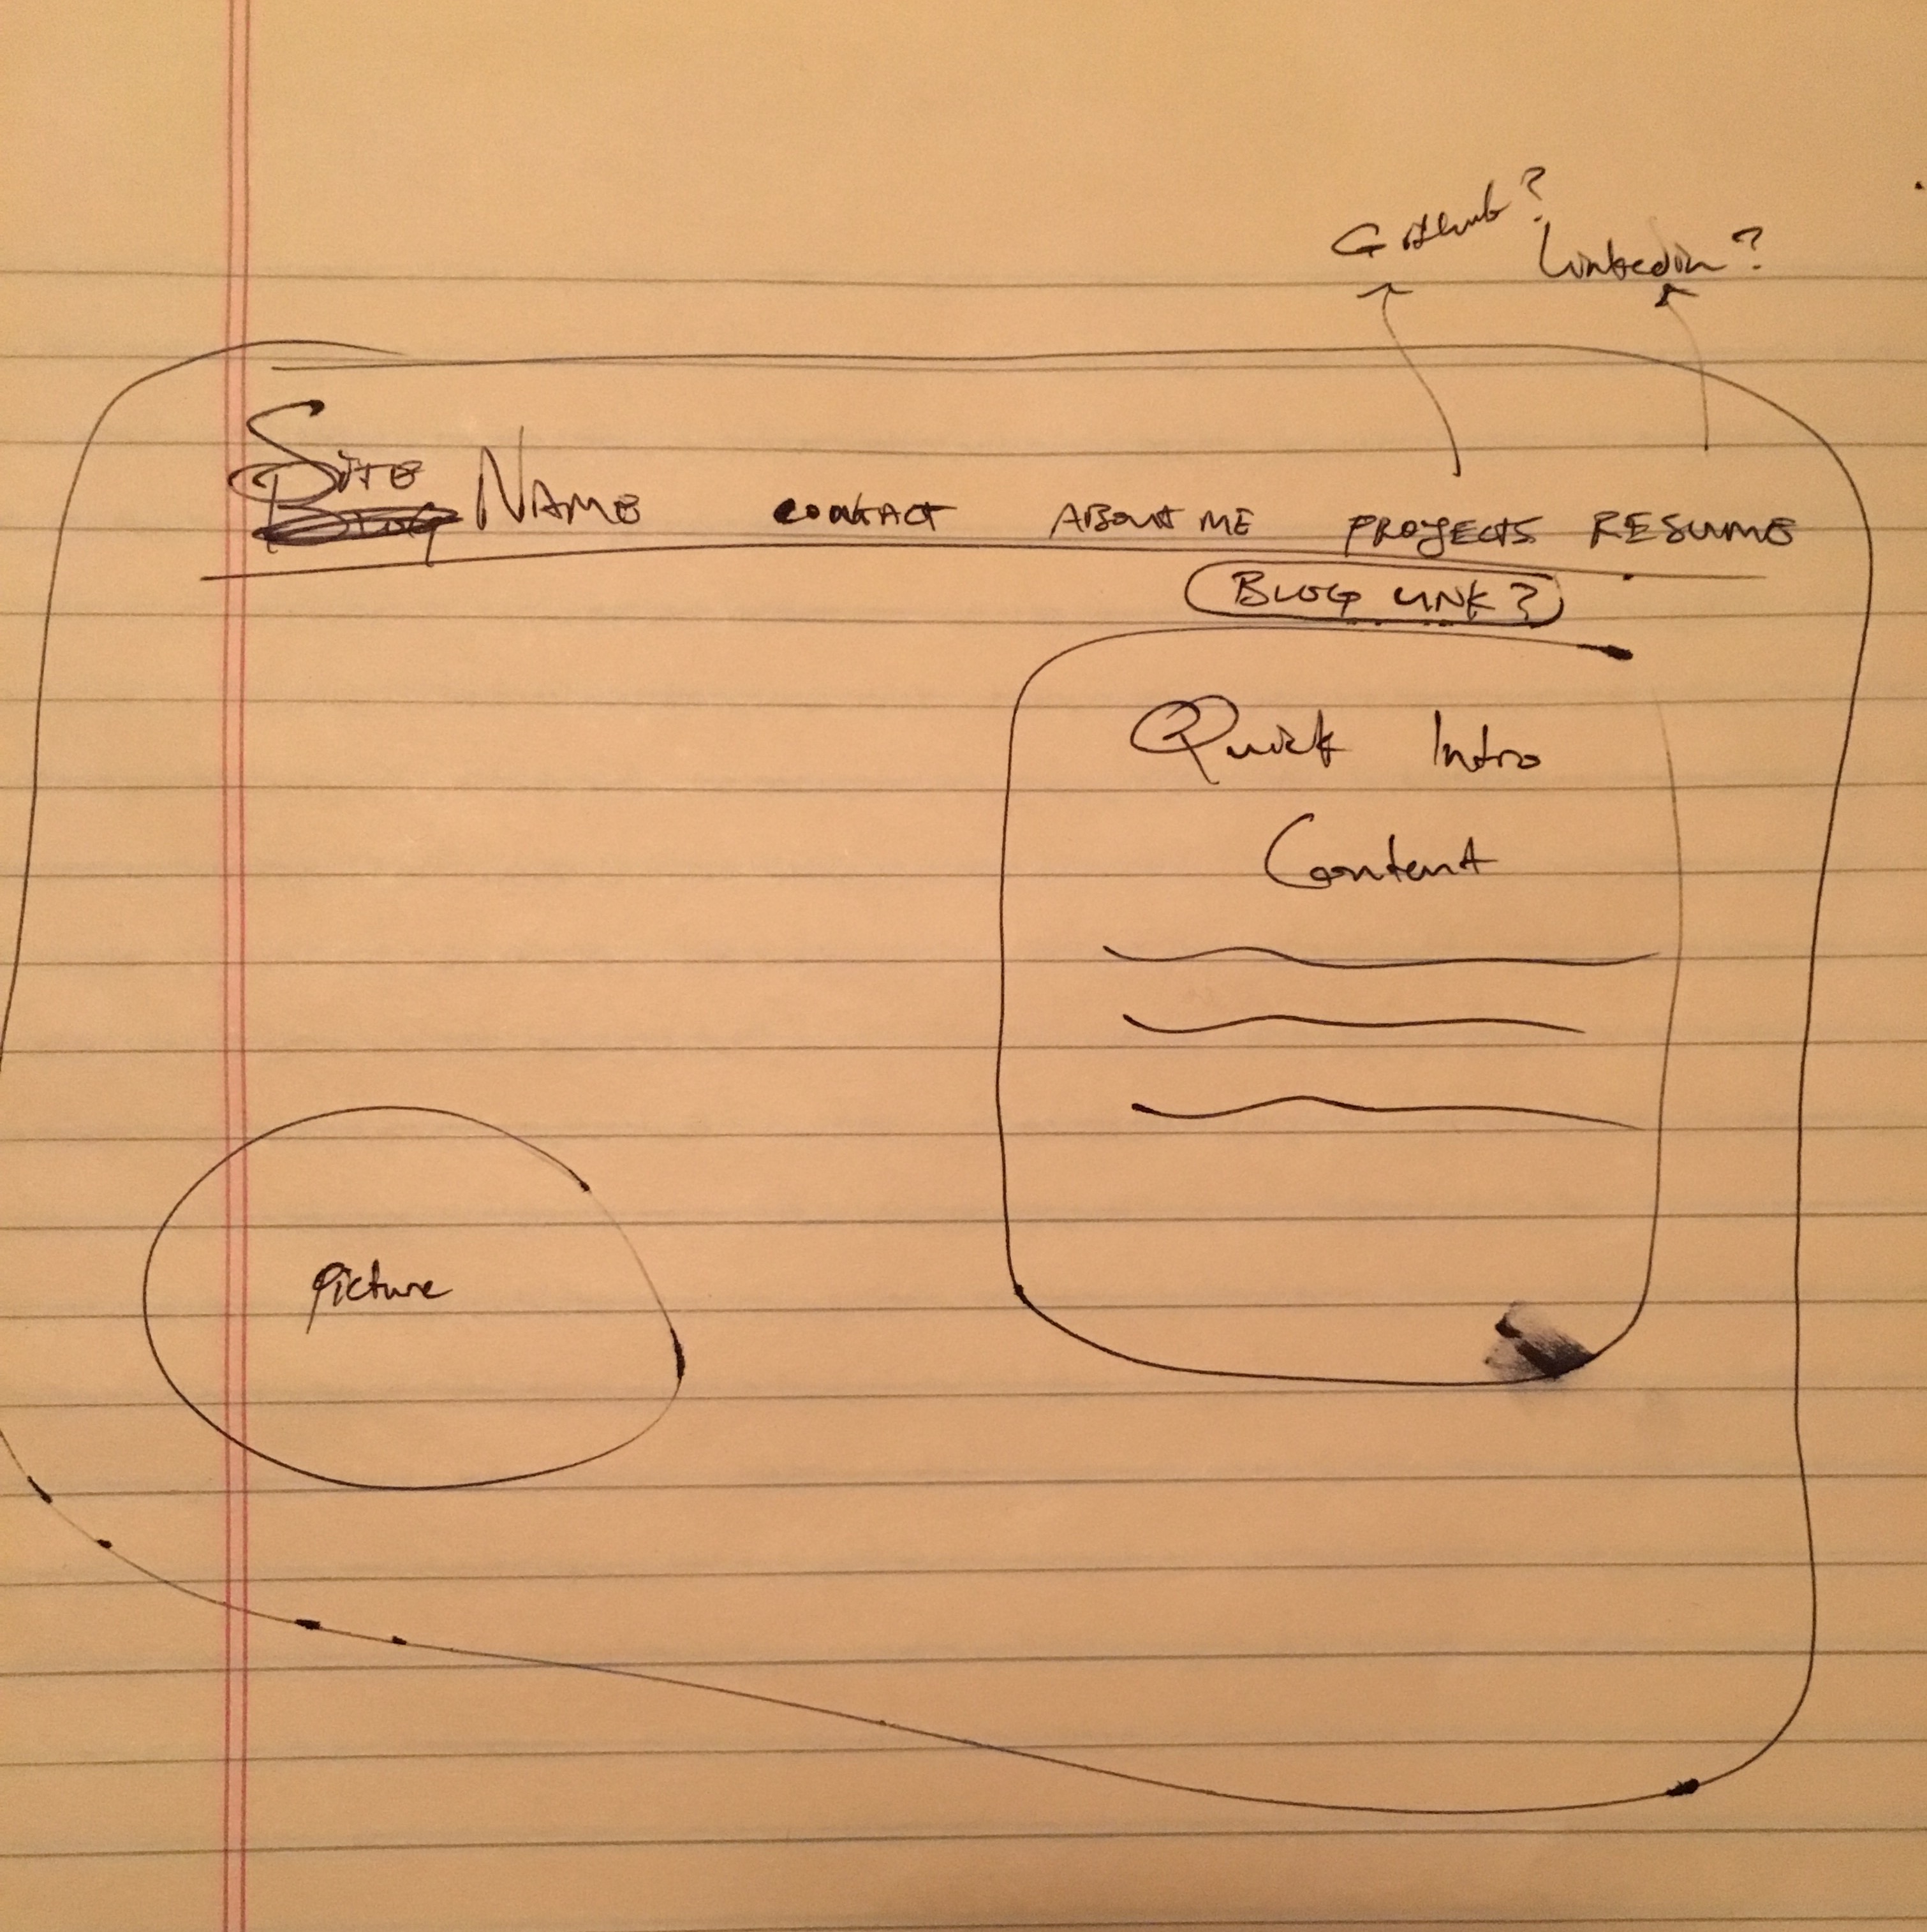 Github?
Linkedin?
SITE NAME CONTACT ABOUT ME PROJECTS RESUME
BLOG
BLOG LINK?
Quick Intro
Content
Picture